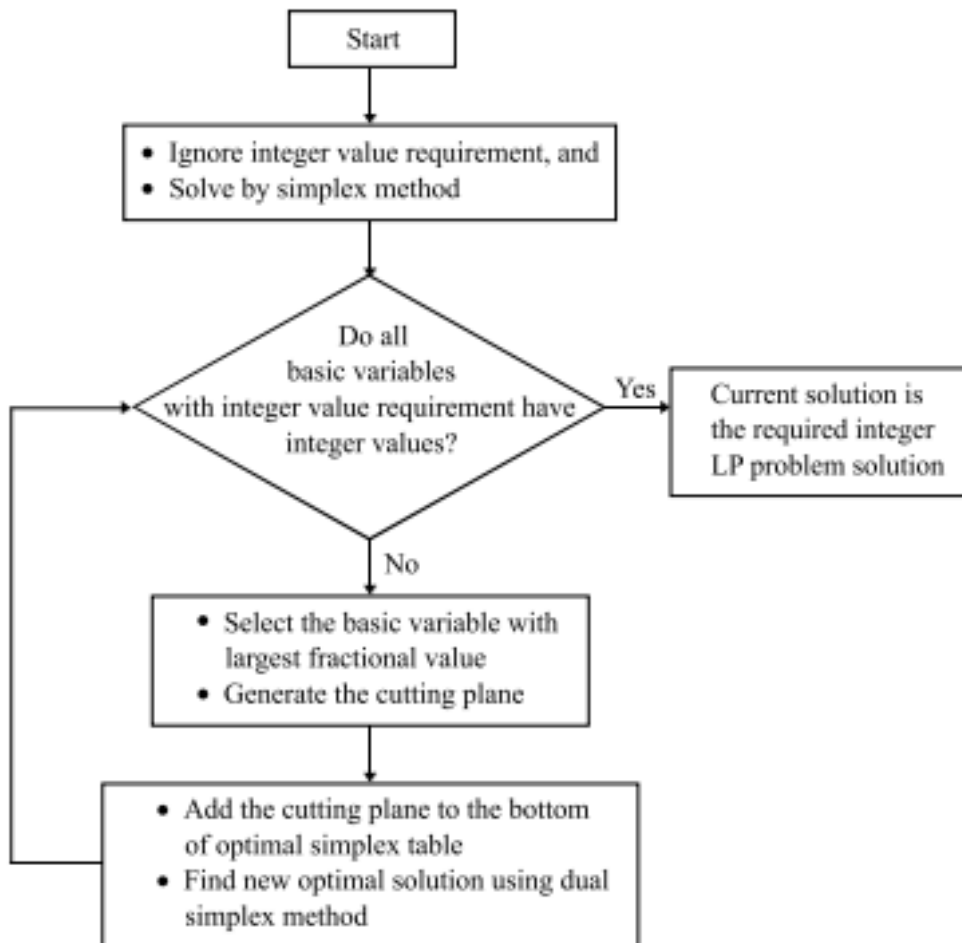 Start
• Ignore integer value requirement, and
• Solve by simplex method
Do all
basic variables
with integer value requirement have
integer values?
Yes
Current solution is
the required integer
LP problem solution
No
• Select the basic variable with
largest fractional value
• Generate the cutting plane
• Add the cutting plane to the bottom
of optimal simplex table
• Find new optimal solution using dual
simplex method